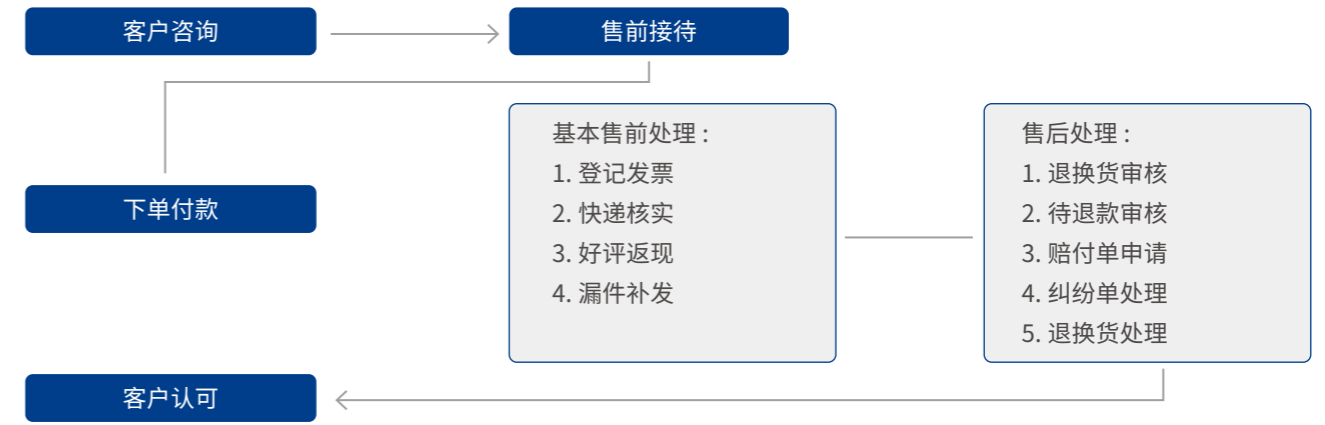 客户咨询
售前接待
下单付款
基本售前处理：
1. 登记发票
2. 快递核实
3. 好评返现
4. 漏件补发
售后处理：
1. 退换货审核
2. 待退款审核
3. 赔付单申请
4. 纠纷单处理
5. 退换货处理
客户认可